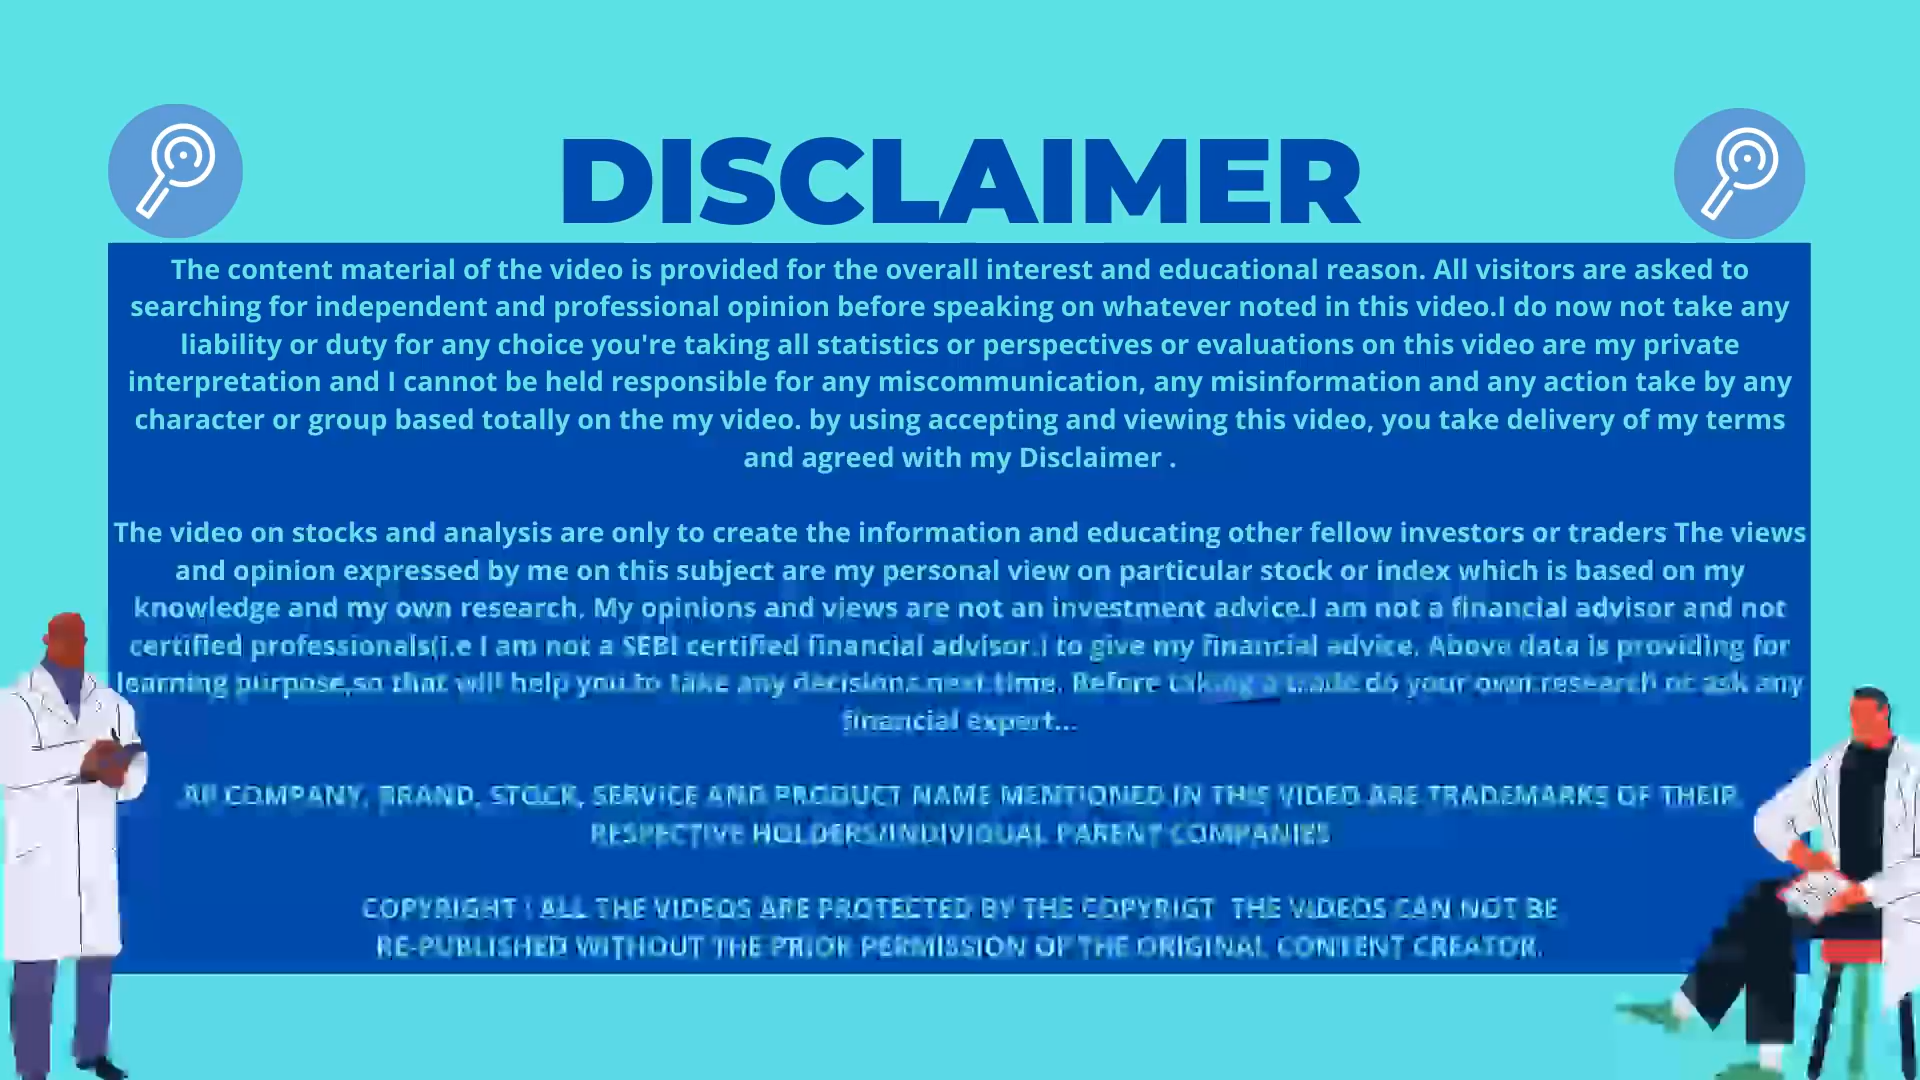 DISCLAIMER
The content material of the video is provided for the overall interest and educational reason. All visitors are asked to
searching for independent and professional opinion before speaking on whatever noted in this video.I do now not take any
liability or duty for any choice you're taking all statistics or perspectives or evaluations on this video are my private
interpretation and I cannot be held responsible for any miscommunication, any misinformation and any action take by any
character or group based totally on the my video. by using accepting and viewing this video, you take delivery of my terms
and agreed with my Disclaimer .
The video on stocks and analysis are only to create the information and educating other fellow investors or traders The views
and opinion expressed by me on this subject are my personal view on particular stock or index which is based on my
knowledge and my own research. My opinions and views are not an investment advice.I am not a financial advisor and not
certified professionals(i.e I am not a SEBI certified financial advisor.) to give my financial advice. Above data is providing for
learning purpose,so that will help you to take any decisions next time. Before taking a trade do your own research or ask any
financial expert...
COMPANY, BRAND, STOCK, SERVICE AND PRODUCT NAME MENTIONED IN THIS VIDEO ARE TRADEMARKS OF THEIR
RESPECTIVE HOLDERS/INDIVIDUAL PARENT COMPANIES
COPYRIGHT : ALL THE VIDEOS ARE PROTECTED BY THE COPYRIGT THE VIDEOS CAN NOT BE
RE-PUBLISHED WITHOUT THE PRIOR PERMISSION OF THE ORIGINAL CONTENT CREATOR.